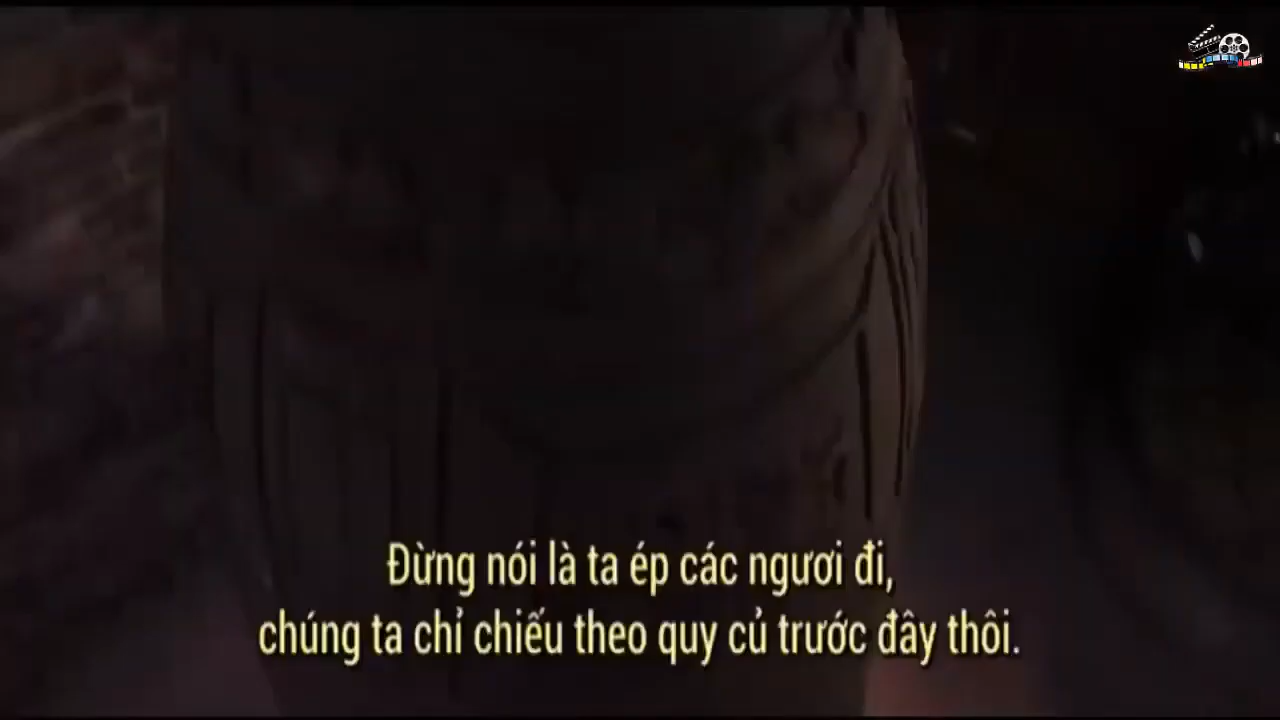 Đừng nói là ta ép các ngươi đi,
chúng ta chỉ chiếu theo quy củ trước đây thôi.